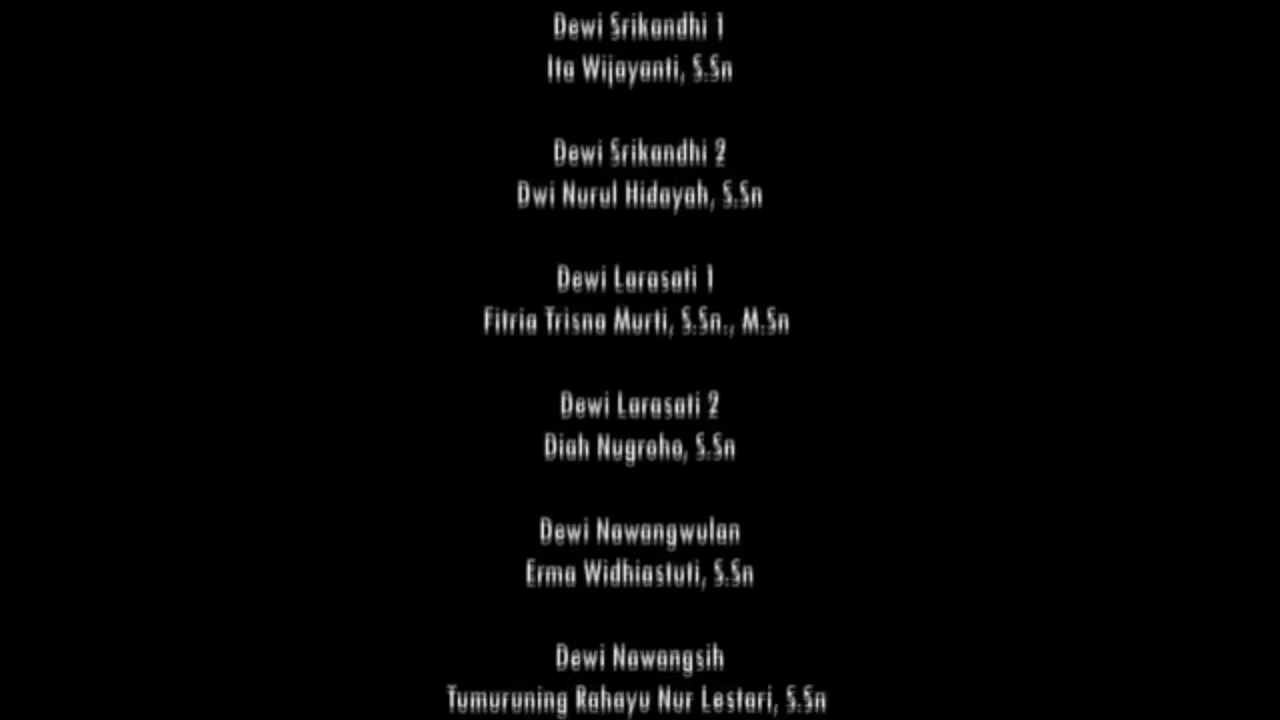 Dewi Srikandhi 1
Ita Wijayanti, S.Sn
Dewi Srikandhi 2
Dwi Nurul Hidayah, S.Sn
Dewi Larasati 1
Fitria Trisna Murti, S.Sn., M.Sn
Dewi Larasati 2
Diah Nugroho, S.Sn
Dewi Nawangwulan
Erma Widhiastuti, S.Sn
Dewi Nawangsih
Tumuruning Rahayu Nur Lestari, S.Sn